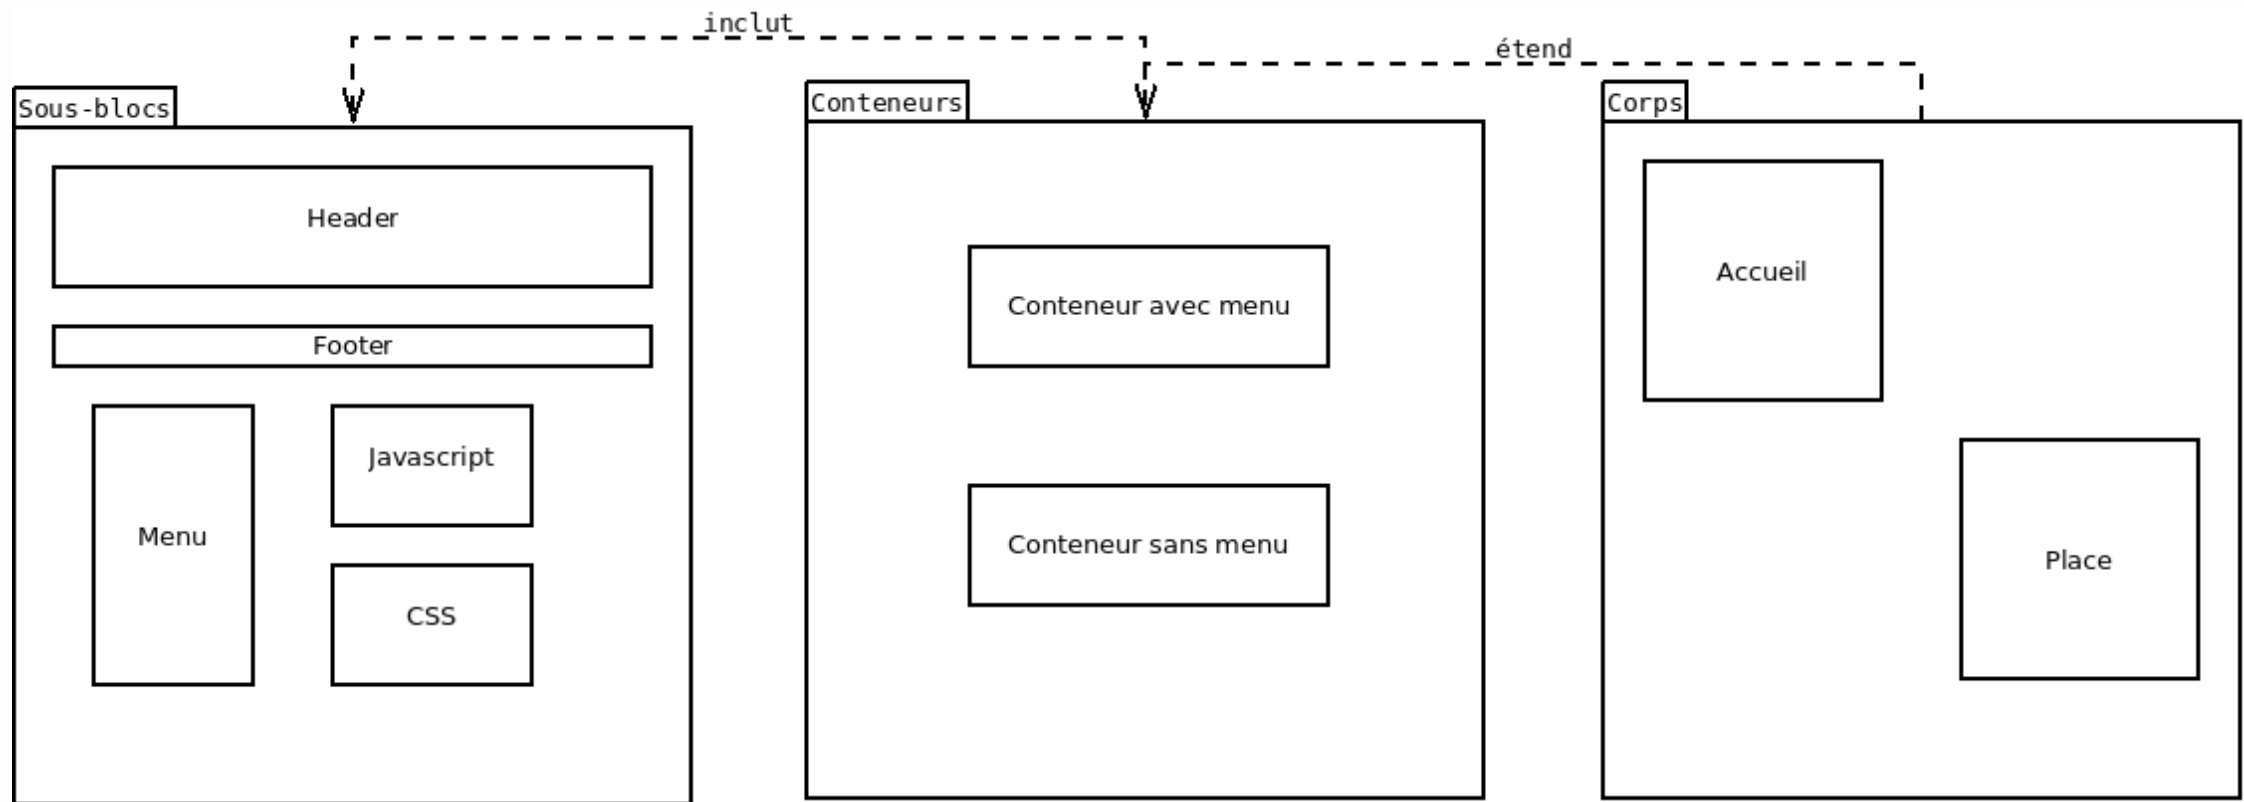 inclut
étend
Sous-blocs
Header
Footer
Menu
Javascript
CSS
Conteneurs
Conteneur avec menu
Conteneur sans menu
Corps
Accueil
Place